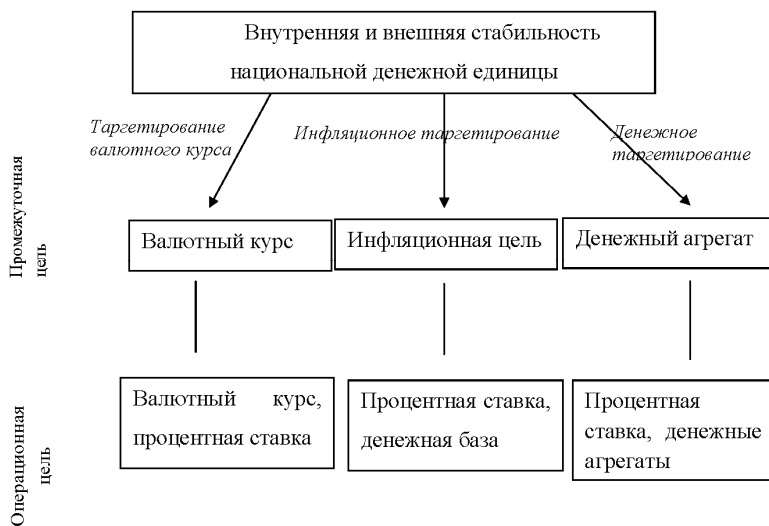 Внутренняя и внешняя стабильность
национальной денежной единицы
Таргетирование
валютного курса
Инфляционное таргетирование
Денежное
таргетирование
Промежуточная
цель
Валютный курс
Инфляционная цель
Денежный агрегат
Операционная
цель
Валютный курс,
процентная ставка
Процентная ставка,
денежная база
Процентная
ставка, денежные
агрегаты